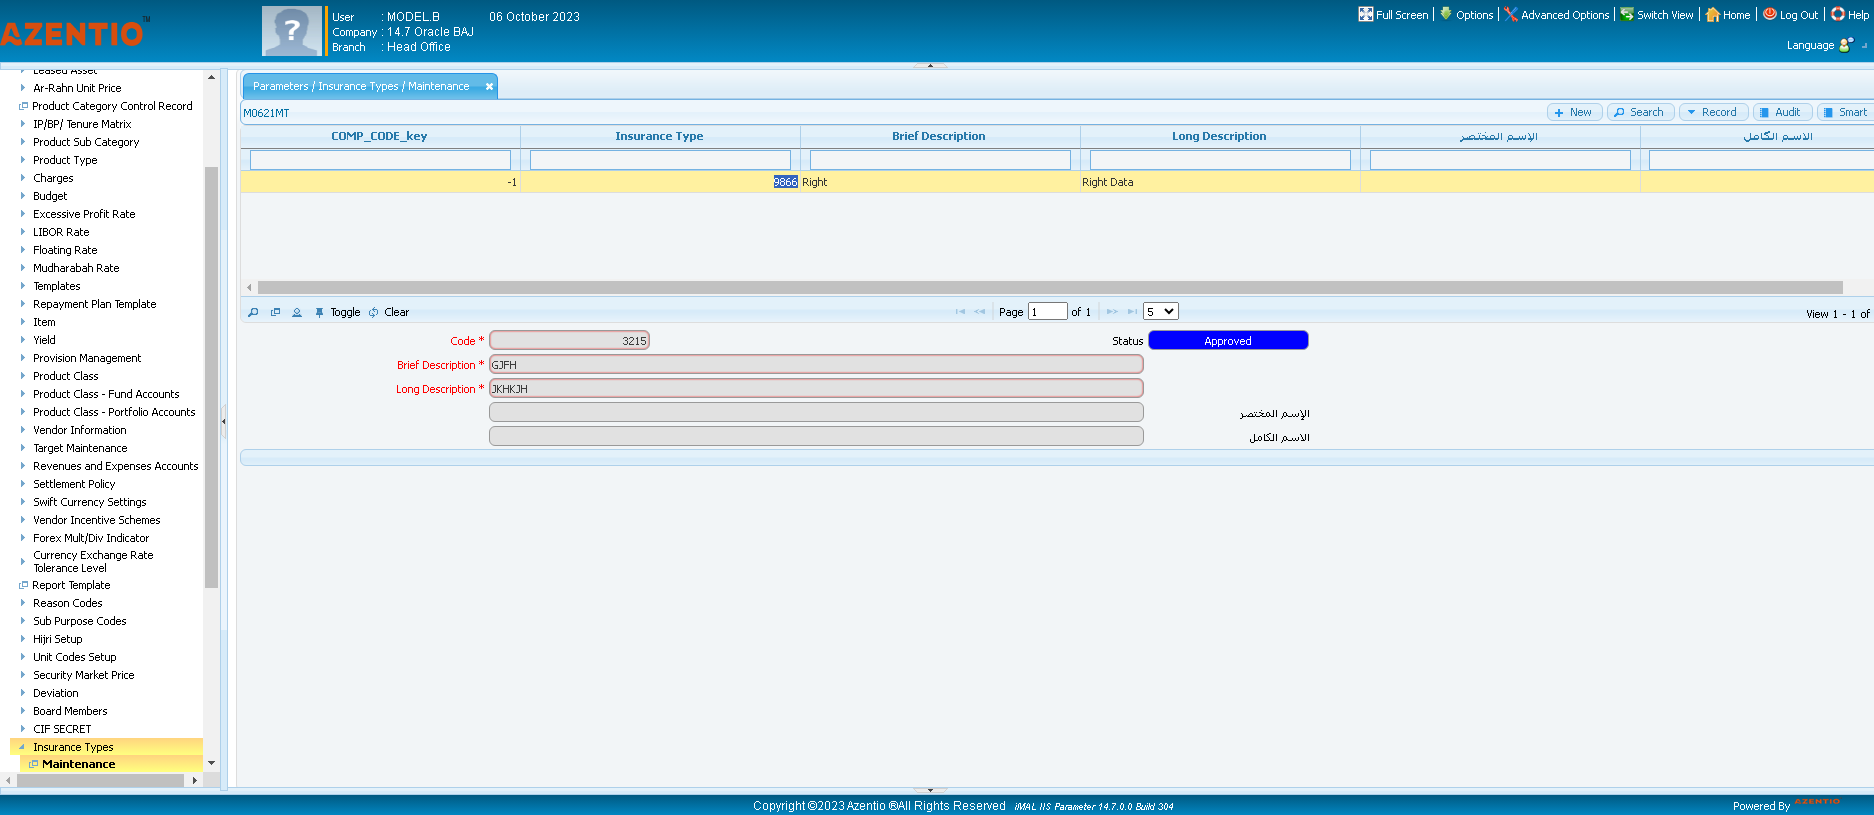 AZENTIO™
User : MODEL.B 06 October 2023
Company : 14.7 Oracle BAJ
Branch : Head Office
Full Screen Options Advanced Options Switch View Home Log Out Help
Language
Leased Asset
Ar-Rahn Unit Price
Product Category Control Record
IP/BP/ Tenure Matrix
Product Sub Category
Product Type
Charges
Budget
Excessive Profit Rate
LIBOR Rate
Floating Rate
Mudharabah Rate
Templates
Repayment Plan Template
Item
Yield
Provision Management
Product Class
Product Class - Fund Accounts
Product Class - Portfolio Accounts
Vendor Information
Target Maintenance
Revenues and Expenses Accounts
Settlement Policy
Swift Currency Settings
Vendor Incentive Schemes
Forex Mult/Div Indicator
Currency Exchange Rate
Tolerance Level
Report Template
Reason Codes
Sub Purpose Codes
Hijri Setup
Unit Codes Setup
Security Market Price
Deviation
Board Members
CIF SECRET
Insurance Types
Maintenance
Parameters / Insurance Types / Maintenance
M0621MT
New Search Record Audit Smart
COMP_CODE_key Insurance Type Brief Description Long Description الإسم المختصر الاسم الكامل
-1 9866 Right Right Data
Toggle Clear Page 1 of 1 5 View 1 - 1 of
Code * 3215 Status Approved
Brief Description * GJFH
Long Description * JKHKJH
الإسم المختصر
الاسم الكامل
Copyright ©2023 Azentio ®All Rights Reserved iMAL IIS Parameter 14.7.0.0 Build 304
Powered By AZENTIO